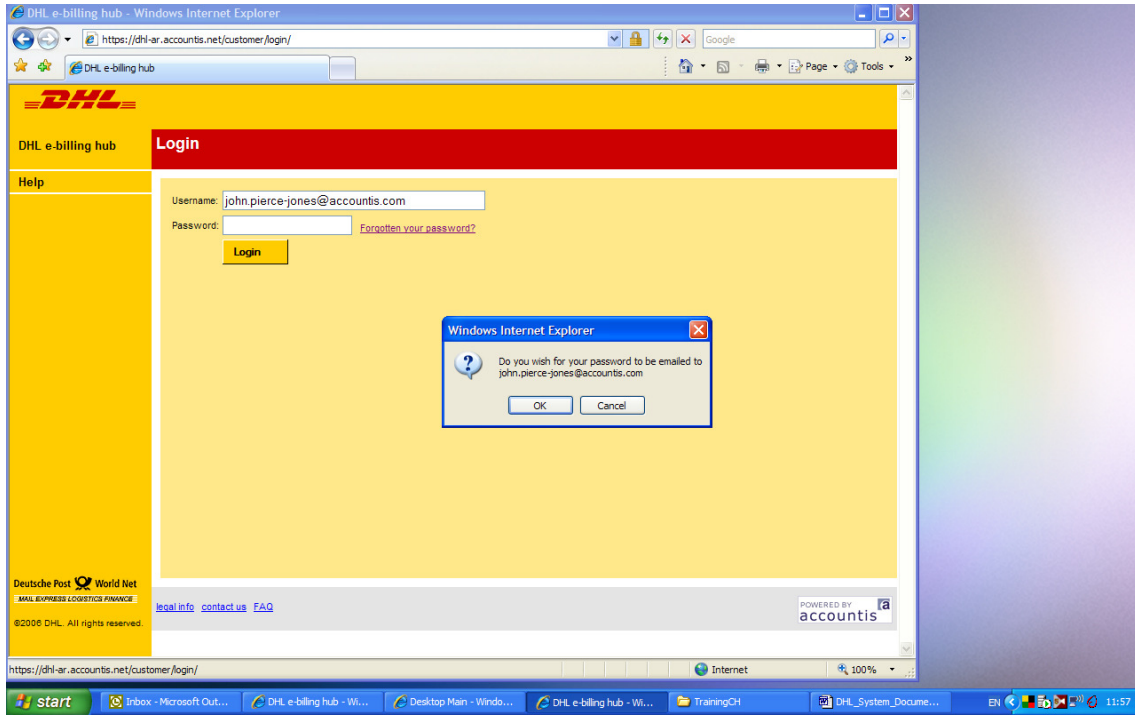 DHL e-billing hub - Windows Internet Explorer
https://dhl-ar.accountis.net/customer/login/
Google
DHL e-billing hub
Page
Tools
DHL
DHL e-billing hub
Login
Help
Username: john.pierce-jones@accountis.com
Password:
Forgotten your password?
Login
Windows Internet Explorer
Do you wish for your password to be emailed to
john.pierce-jones@accountis.com
OK Cancel
Deutsche Post World Net
MAIL EXPRESS LOGISTICS FINANCE
©2006 DHL. All rights reserved.
legal info contact us FAQ
POWERED BY
accountis
https://dhl-ar.accountis.net/customer/login/
Internet
100%
start
Inbox - Microsoft Out...
DHL e-billing hub - Wi...
Desktop Main - Windo...
DHL e-billing hub - Wi...
TrainingCH
DHL_System_Docume...
EN
11:57